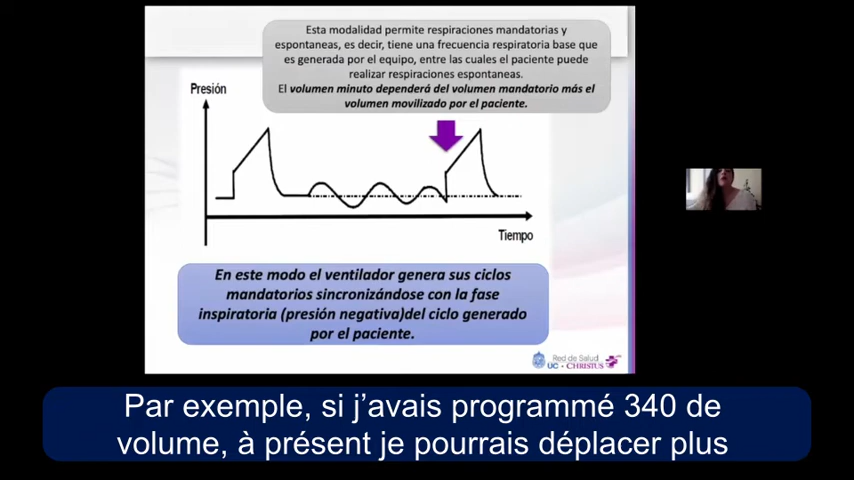 Esta modalidad permite respiraciones mandatorias y
espontaneas, es decir, tiene una frecuencia respiratoria base que
es generada por el equipo, entre las cuales el paciente puede
realizar respiraciones espontaneas.
El volumen minuto dependerá del volumen mandatorio más el
volumen movilizado por el paciente.
Presión
Tiempo
En este modo el ventilador genera sus ciclos
mandatorios sincronizándose con la fase
inspiratoria (presión negativa)del ciclo generado
por el paciente.
Red de Salud
UC - CHRISTUS
Par exemple, si j’avais programmé 340 de
volume, à présent je pourrais déplacer plus